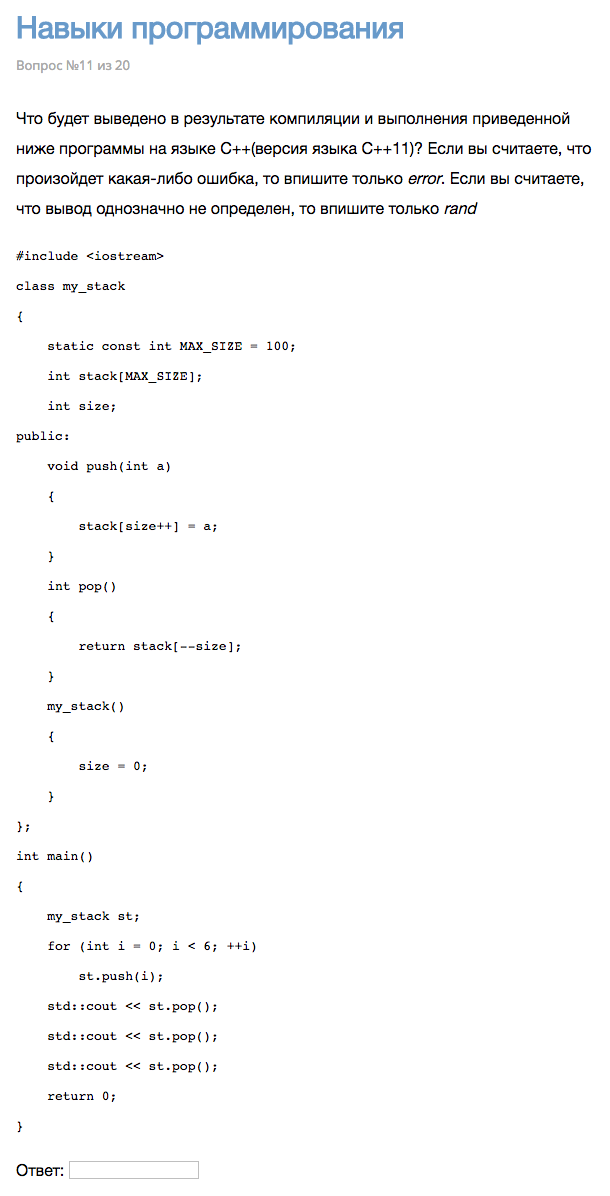 Навыки программирования
Вопрос №11 из 20
Что будет выведено в результате компиляции и выполнения приведенной
ниже программы на языке C++(версия языка C++11)? Если вы считаете, что
произойдет какая-либо ошибка, то впишите только error. Если вы считаете,
что вывод однозначно не определен, то впишите только rand
#include <iostream>
class my_stack
{
    static const int MAX_SIZE = 100;
    int stack[MAX_SIZE];
    int size;
public:
    void push(int a)
    {
        stack[size++] = a;
    }
    int pop()
    {
        return stack[--size];
    }
    my_stack()
    {
        size = 0;
    }
};
int main()
{
    my_stack st;
    for (int i = 0; i < 6; ++i)
        st.push(i);
    std::cout << st.pop();
    std::cout << st.pop();
    std::cout << st.pop();
    return 0;
}
Ответ: